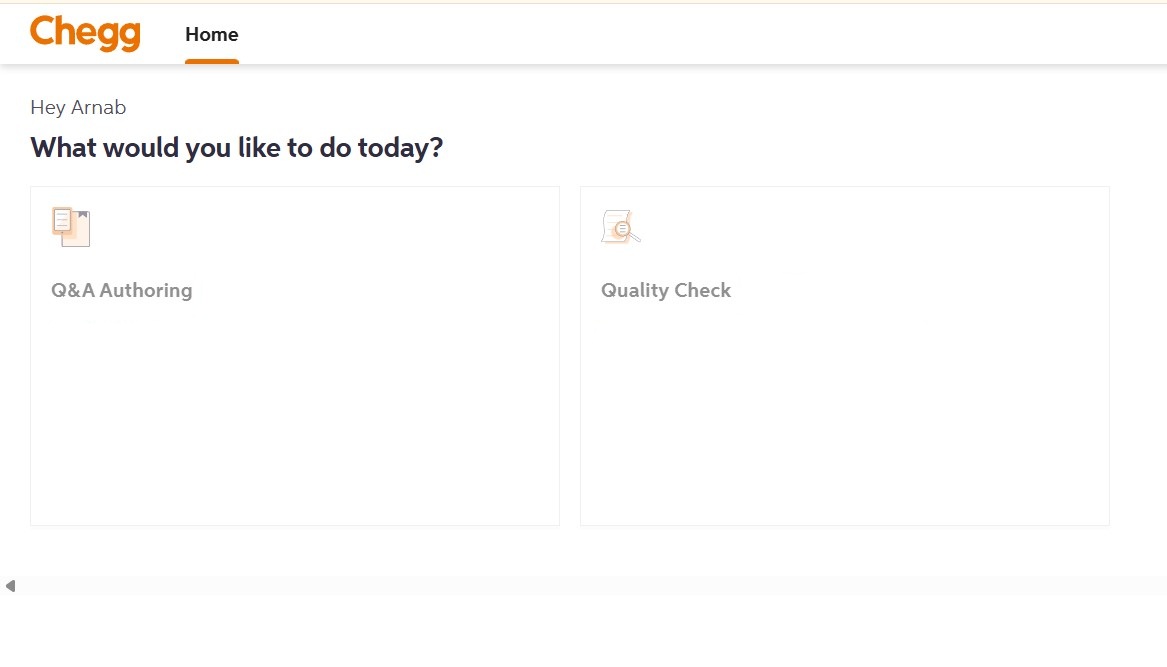 Chegg
Home
Hey Arnab
What would you like to do today?
Q&A Authoring
Quality Check